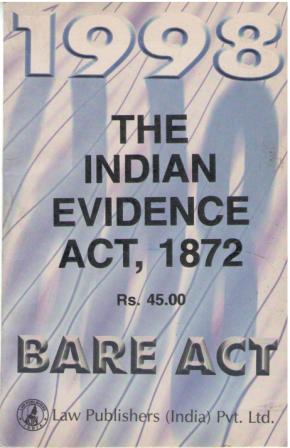 1998
THE
INDIAN
EVIDENCE
ACT, 1872
Rs. 45.00
BARE ACT
Law Publishers (India) Pvt. Ltd.